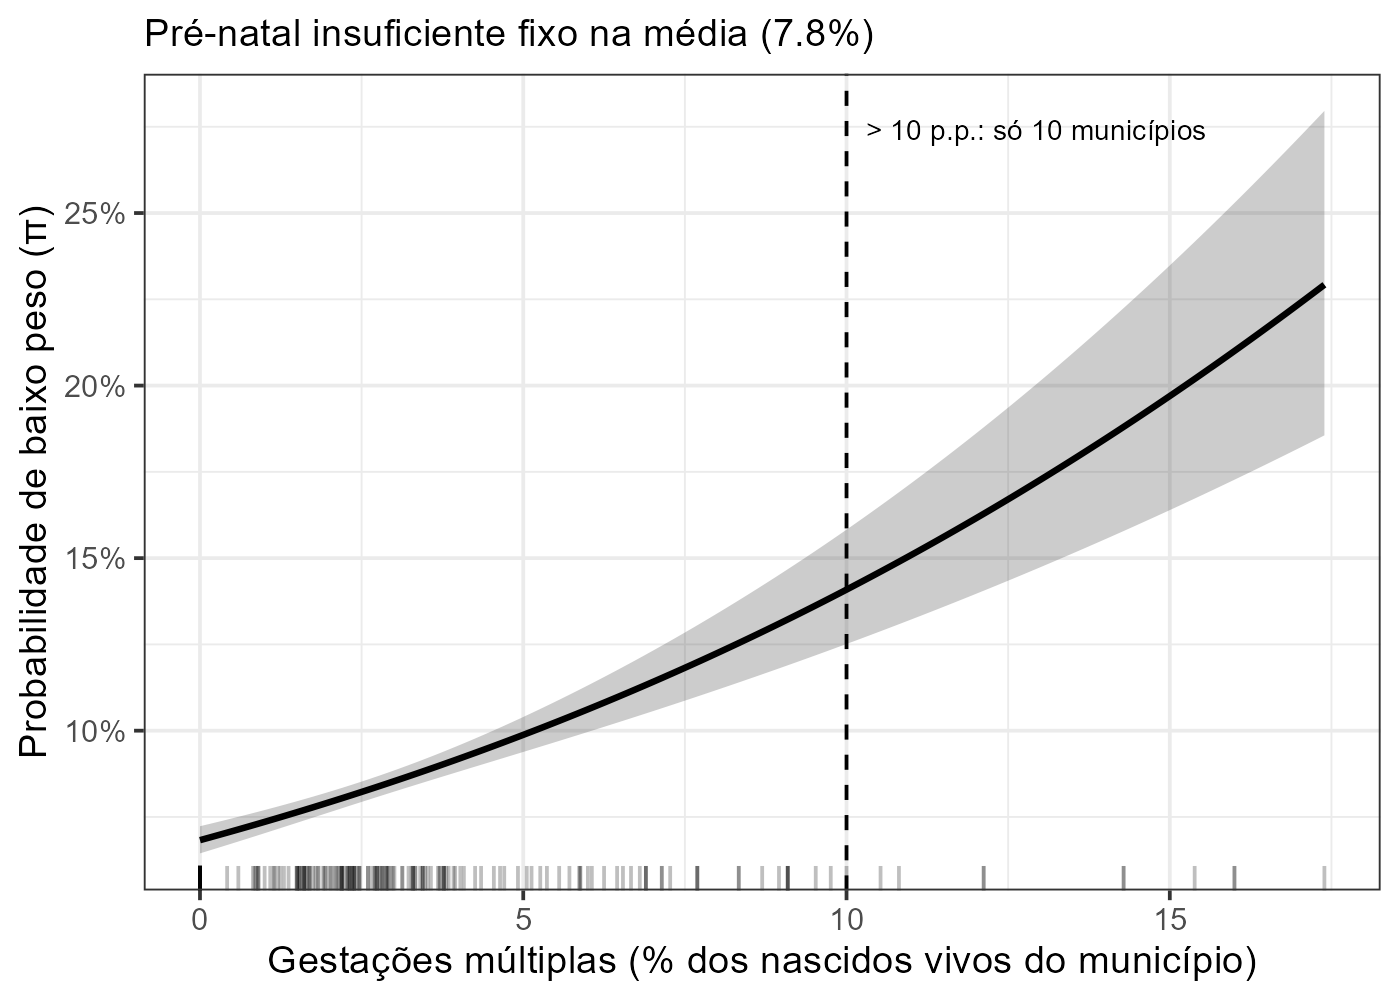 Pré-natal insuficiente fixo na média (7.8%)
> 10 p.p.: só 10 municípios
Probabilidade de baixo peso (π)
25%
20%
15%
10%
0
5
10
15
Gestações múltiplas (% dos nascidos vivos do município)